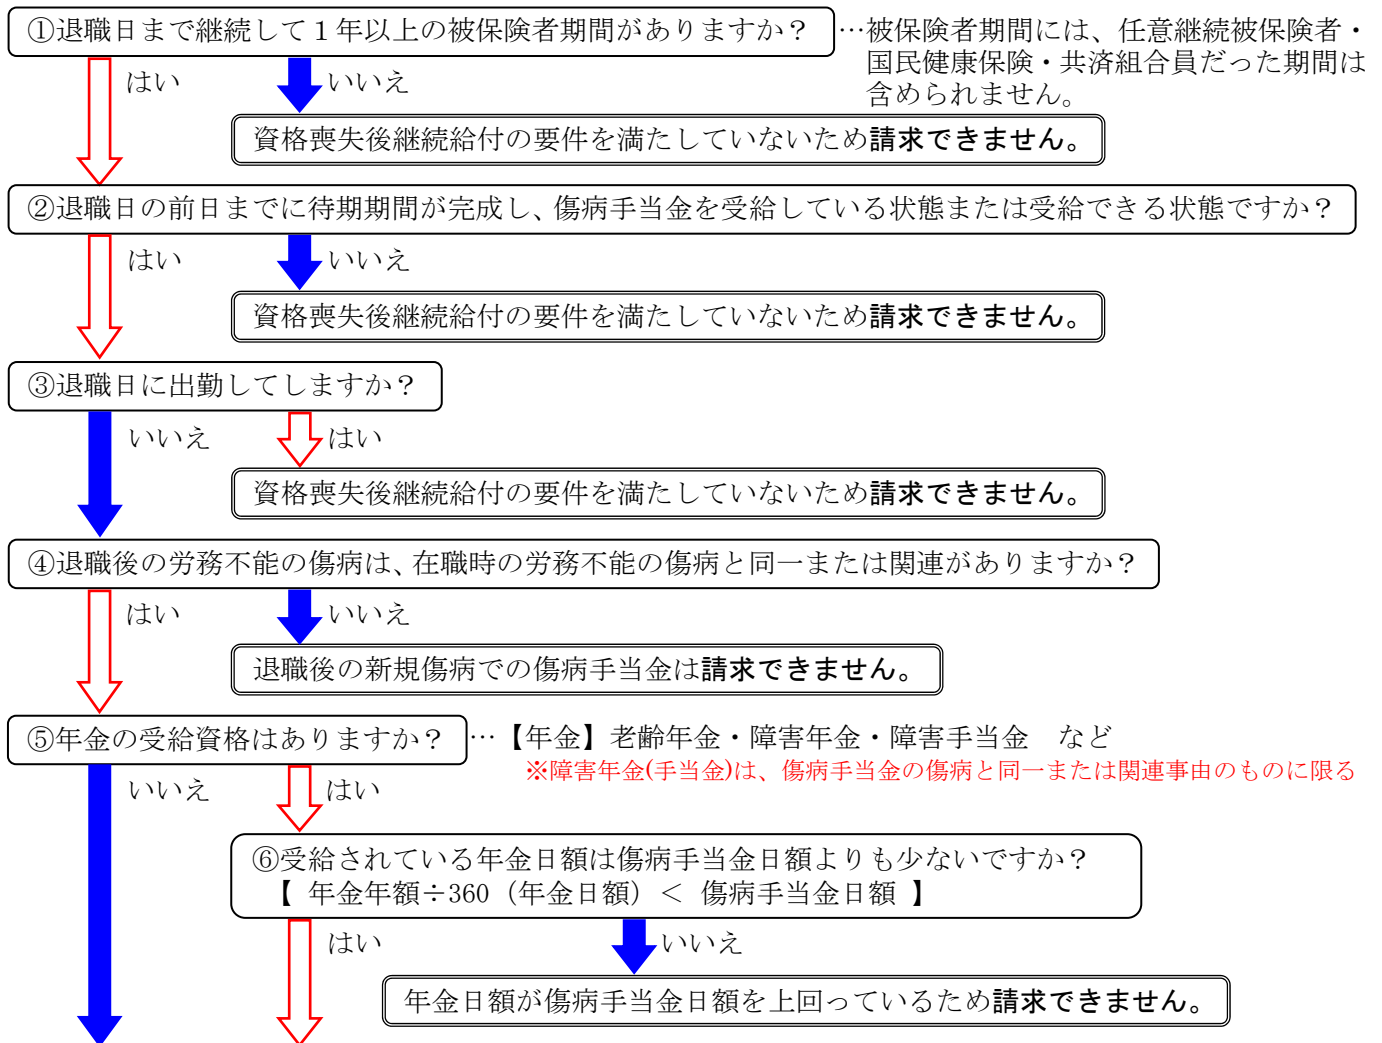 ①退職日まで継続して１年以上の被保険者期間がありますか？
…被保険者期間には、任意継続被保険者・
国民健康保険・共済組合員だった期間は
含められません。
はい
いいえ
資格喪失後継続給付の要件を満たしていないため請求できません。
②退職日の前日までに待期期間が完成し、傷病手当金を受給している状態または受給できる状態ですか？
はい
いいえ
資格喪失後継続給付の要件を満たしていないため請求できません。
③退職日に出勤してしますか？
いいえ
はい
資格喪失後継続給付の要件を満たしていないため請求できません。
④退職後の労務不能の傷病は、在職時の労務不能の傷病と同一または関連がありますか？
はい
いいえ
退職後の新規傷病での傷病手当金は請求できません。
⑤年金の受給資格はありますか？
…【年金】老齢年金・障害年金・障害手当金　など
※障害年金(手当金)は、傷病手当金の傷病と同一または関連事由のものに限る
いいえ
はい
⑥受給されている年金日額は傷病手当金日額よりも少ないですか？
【 年金年額÷360（年金日額）＜ 傷病手当金日額 】
はい
いいえ
年金日額が傷病手当金日額を上回っているため請求できません。